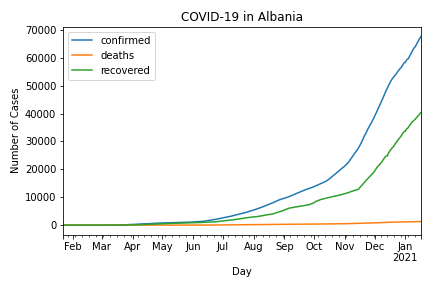 COVID-19 in Albania
70000
60000
50000
40000
30000
20000
10000
0
Number of Cases
confirmed
deaths
recovered
Feb Mar Apr May Jun Jul Aug Sep Oct Nov Dec Jan
2021
Day